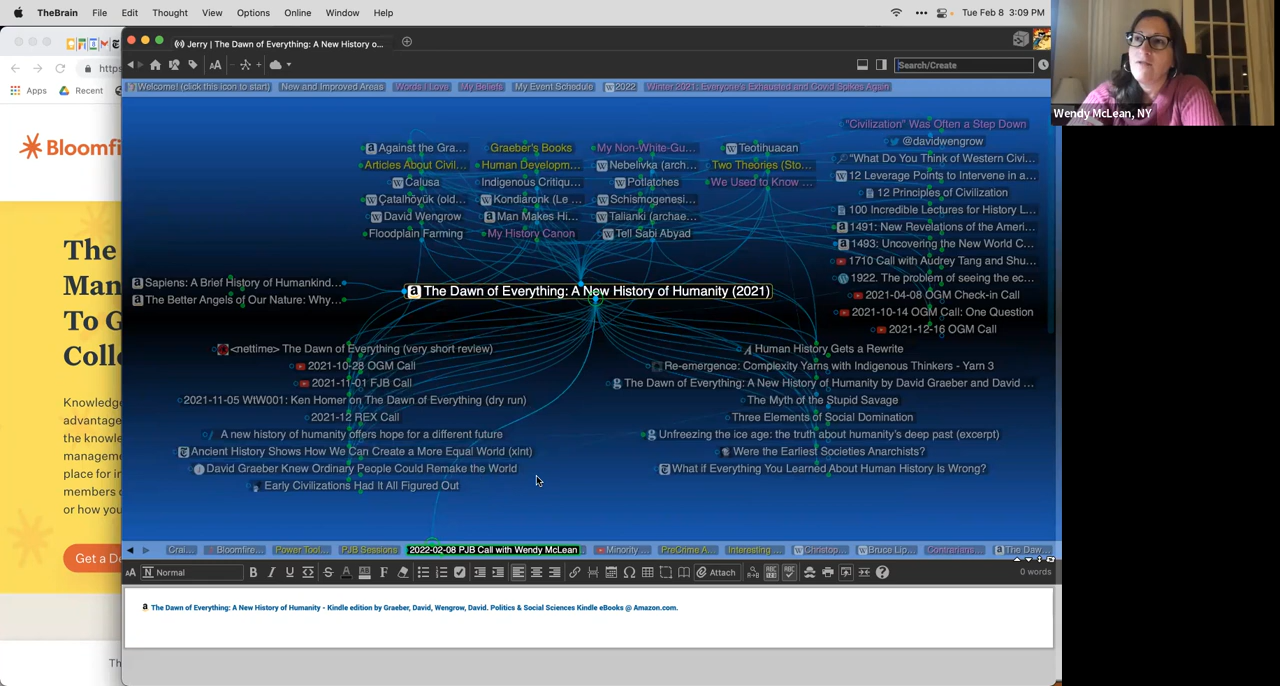 TheBrain File Edit Thought View Options Online Window Help Tue Feb 8 3:09 PM
Jerry | The Dawn of Everything: A New History o...
https
Search/Create
Apps Recent
Welcome! (click this icon to start) New and Improved Areas Words I Love My Beliefs My Event Schedule 2022 Winter 2021: Everyone's Exhausted and Covid Spikes Again
Wendy McLean, NY
Bloomfi
The
Man
To G
Colle
Knowled
advantage
the knowle
managem
place for in
members o
or how you
Get a De
Th
"Civilization" Was Often a Step Down
@davidwengrow
"What Do You Think of Western Civi...
12 Leverage Points to Intervene in a...
12 Principles of Civilization
100 Incredible Lectures for History L...
1491: New Revelations of the Ameri...
1493: Uncovering the New World C...
1710 Call with Audrey Tang and Shu...
1922. The problem of seeing the ec...
2021-04-08 OGM Check-in Call
2021-10-14 OGM Call: One Question
2021-12-16 OGM Call
Against the Gra... Graeber's Books My Non-White-Gu... Teotihuacan
Articles About Civil... Human Developm... Nebelivka (arch... Two Theories (Sto...
Calusa Indigenous Critiqu... Potlatches We Used to Know ...
Çatalhöyük (old... Kondiaronk (Le ... Schismogenesi...
David Wengrow Man Makes Hi... Talianki (archae...
Floodplain Farming My History Canon Tell Sabi Abyad
Sapiens: A Brief History of Humankind...
The Better Angels of Our Nature: Why...
The Dawn of Everything: A New History of Humanity (2021)
<nettime> The Dawn of Everything (very short review)
2021-10-28 OGM Call
2021-11-01 FJB Call
2021-11-05 WtW001: Ken Homer on The Dawn of Everything (dry run)
2021-12 REX Call
A new history of humanity offers hope for a different future
Ancient History Shows How We Can Create a More Equal World (xlnt)
David Graeber Knew Ordinary People Could Remake the World
Early Civilizations Had It All Figured Out
Human History Gets a Rewrite
Re-emergence: Complexity Yarns with Indigenous Thinkers - Yarn 3
The Dawn of Everything: A New History of Humanity by David Graeber and David ...
The Myth of the Stupid Savage
Three Elements of Social Domination
Unfreezing the ice age: the truth about humanity's deep past (excerpt)
Were the Earliest Societies Anarchists?
What if Everything You Learned About Human History Is Wrong?
Crai... Bloomfire... Power Tool... PJB Sessions 2022-02-08 PJB Call with Wendy McLean Minority ... PreCrime A... Interesting... Christop... Bruce Lip... Contrarians... The Daw...
Normal B I U S A F Attach 0 words
The Dawn of Everything: A New History of Humanity - Kindle edition by Graeber, David, Wengrow, David. Politics & Social Sciences Kindle eBooks @ Amazon.com.